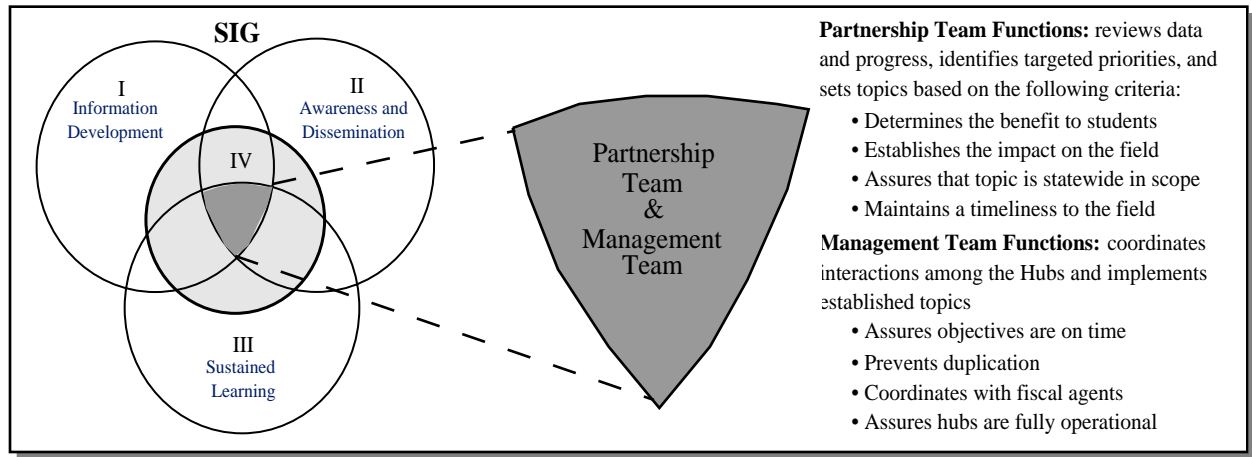 SIG
I
Information
Development
II
Awareness and
Dissemination
IV
III
Sustained
Learning
Partnership
Team
&
Management
Team
Partnership Team Functions: reviews data
and progress, identifies targeted priorities, and
sets topics based on the following criteria:
• Determines the benefit to students
• Establishes the impact on the field
• Assures that topic is statewide in scope
• Maintains a timeliness to the field
Management Team Functions: coordinates
interactions among the Hubs and implements
established topics
• Assures objectives are on time
• Prevents duplication
• Coordinates with fiscal agents
• Assures hubs are fully operational